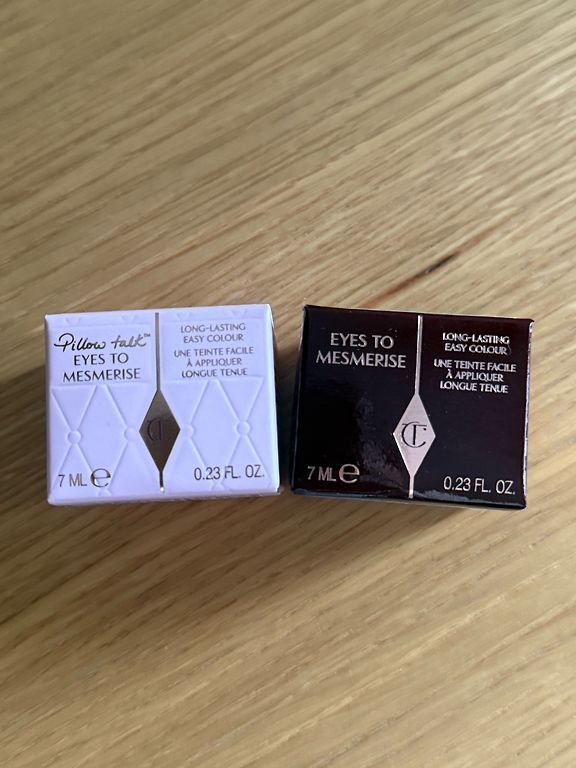 Pillow talk™
EYES TO
MESMERISE
LONG-LASTING
EASY COLOUR
UNE TEINTE FACILE
À APPLIQUER
LONGUE TENUE
CT
7 ML e
0.23 FL. OZ.
EYES TO
MESMERISE
LONG-LASTING
EASY COLOUR
UNE TEINTE FACILE
À APPLIQUER
LONGUE TENUE
CT
7 ML e
0.23 FL. OZ.